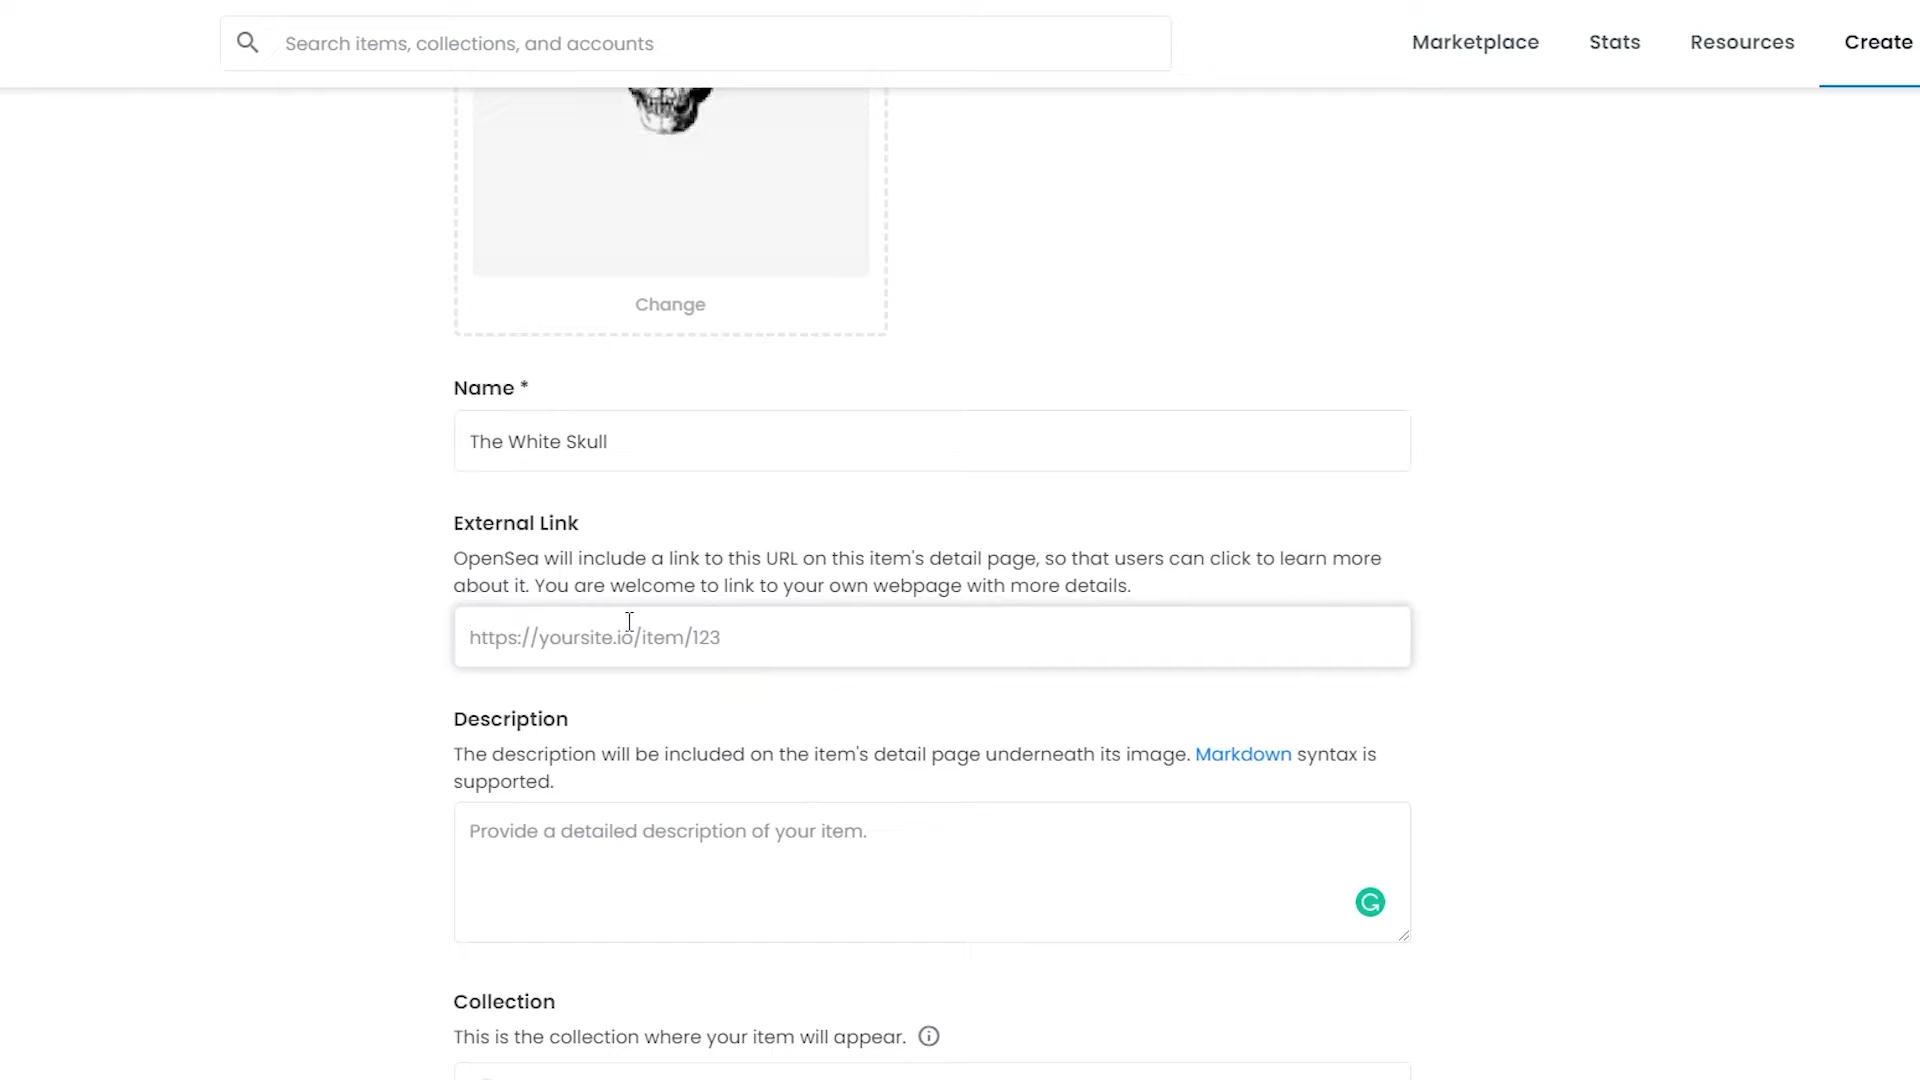 Search items, collections, and accounts
Marketplace
Stats
Resources
Create
Change
Name *
The White Skull
External Link
OpenSea will include a link to this URL on this item's detail page, so that users can click to learn more
about it. You are welcome to link to your own webpage with more details.
https://yoursite.io/item/123
Description
The description will be included on the item's detail page underneath its image. Markdown syntax is
supported.
Provide a detailed description of your item.
Collection
This is the collection where your item will appear.